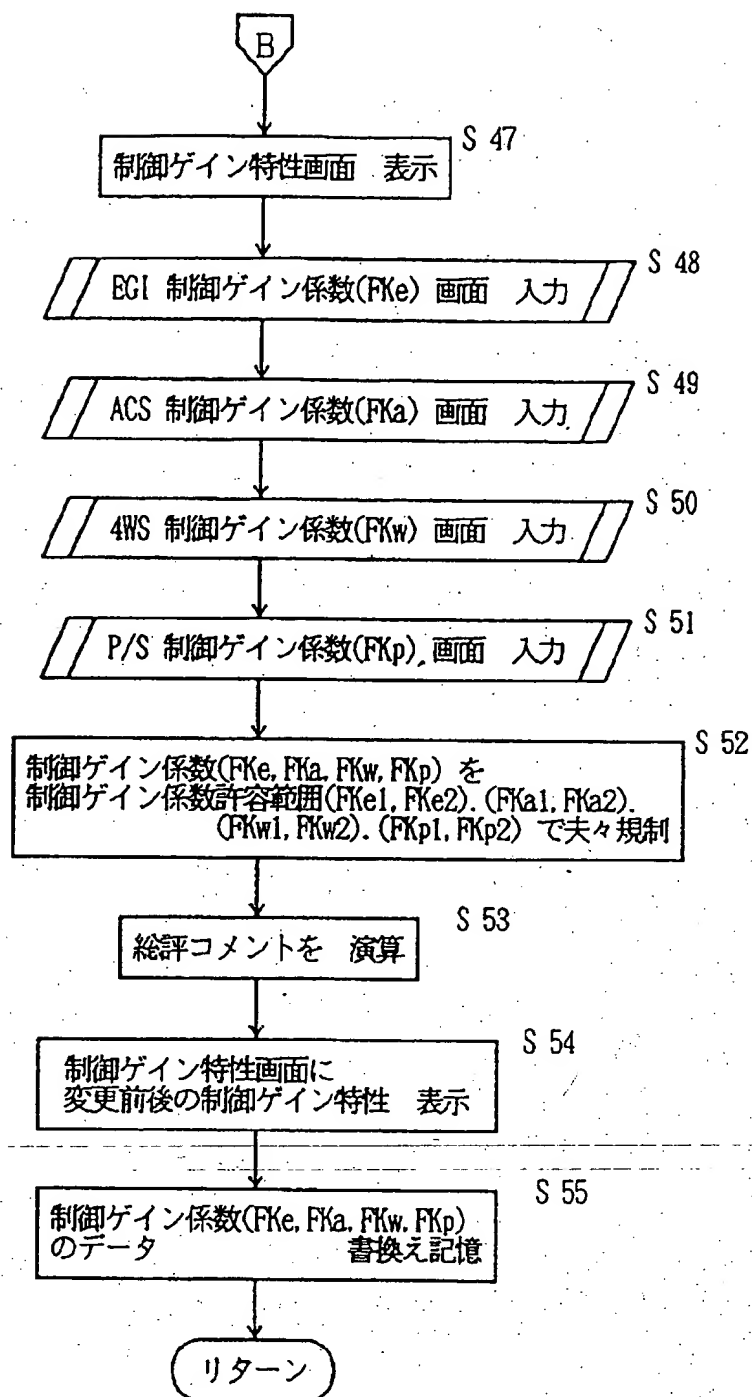 B
S 47
制御ゲイン特性画面 表示
S 48
EGI 制御ゲイン係数(FKe) 画面 入力
S 49
ACS 制御ゲイン係数(FKa) 画面 入力
S 50
4WS 制御ゲイン係数(FKw) 画面 入力
S 51
P/S 制御ゲイン係数(FKp) 画面 入力
S 52
制御ゲイン係数(FKe, FKa, FKw, FKp) を
制御ゲイン係数許容範囲(FKe1, FKe2). (FKa1, FKa2).
(FKw1, FKw2). (FKp1, FKp2) で夫々規制
S 53
総評コメントを 演算
S 54
制御ゲイン特性画面に
変更前後の制御ゲイン特性 表示
S 55
制御ゲイン係数(FKe, FKa, FKw. FKp)
のデータ 書換え記憶
リターン